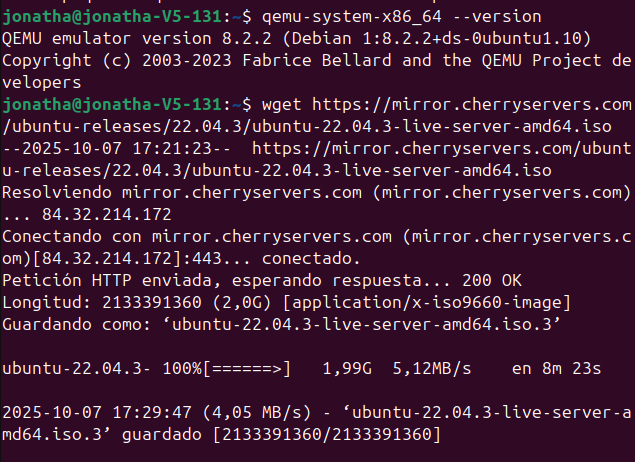 jonatha@jonatha-V5-131:~$ qemu-system-x86_64 --version
QEMU emulator version 8.2.2 (Debian 1:8.2.2+ds-0ubuntu1.10)
Copyright (c) 2003-2023 Fabrice Bellard and the QEMU Project de
velopers
jonatha@jonatha-V5-131:~$ wget https://mirror.cherryservers.com
/ubuntu-releases/22.04.3/ubuntu-22.04.3-live-server-amd64.iso
--2025-10-07 17:21:23--  https://mirror.cherryservers.com/ubunt
u-releases/22.04.3/ubuntu-22.04.3-live-server-amd64.iso
Resolviendo mirror.cherryservers.com (mirror.cherryservers.com)
... 84.32.214.172
Conectando con mirror.cherryservers.com (mirror.cherryservers.c
om)[84.32.214.172]:443... conectado.
Petición HTTP enviada, esperando respuesta... 200 OK
Longitud: 2133391360 (2,0G) [application/x-iso9660-image]
Guardando como: ‘ubuntu-22.04.3-live-server-amd64.iso.3’
ubuntu-22.04.3- 100%[======>]   1,99G  5,12MB/s    en 8m 23s
2025-10-07 17:29:47 (4,05 MB/s) - ‘ubuntu-22.04.3-live-server-a
md64.iso.3’ guardado [2133391360/2133391360]